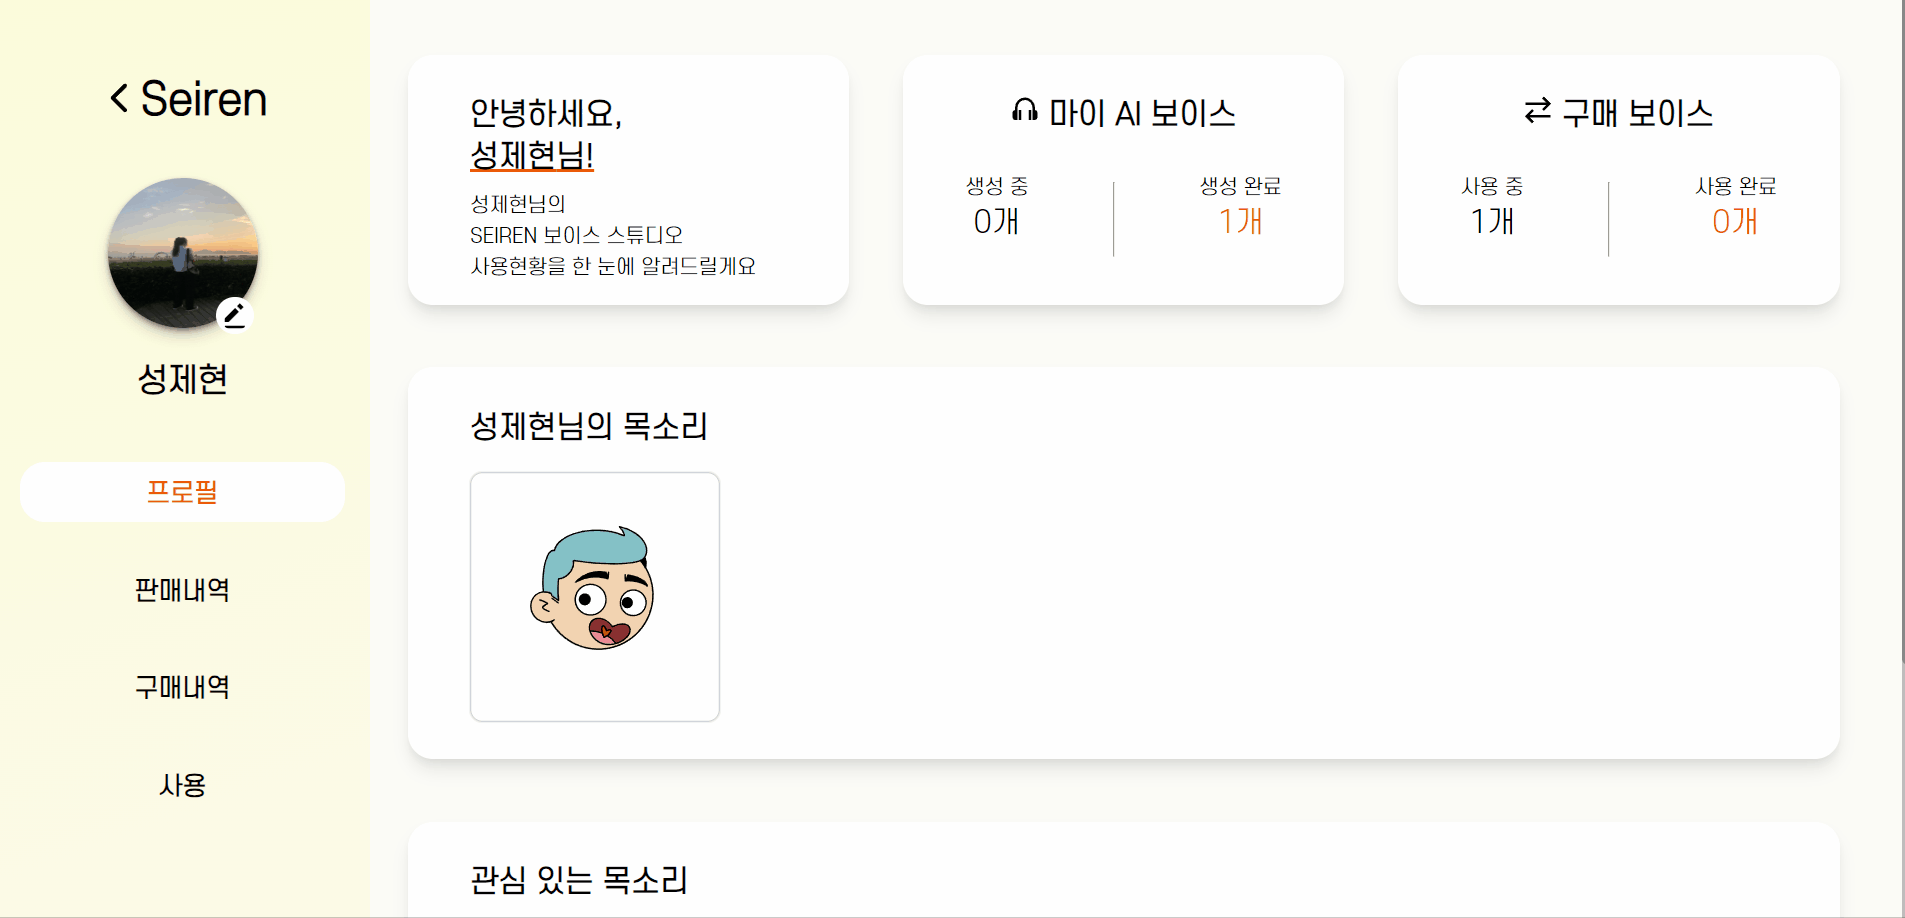 Seiren
성제현
프로필
판매내역
구매내역
사용
안녕하세요,
성제현님!
성제현님의
SEIREN 보이스 스튜디오
사용현황을 한 눈에 알려드릴게요
마이 AI 보이스
생성 중
0개
생성 완료
1개
구매 보이스
사용 중
1개
사용 완료
0개
성제현님의 목소리
관심 있는 목소리